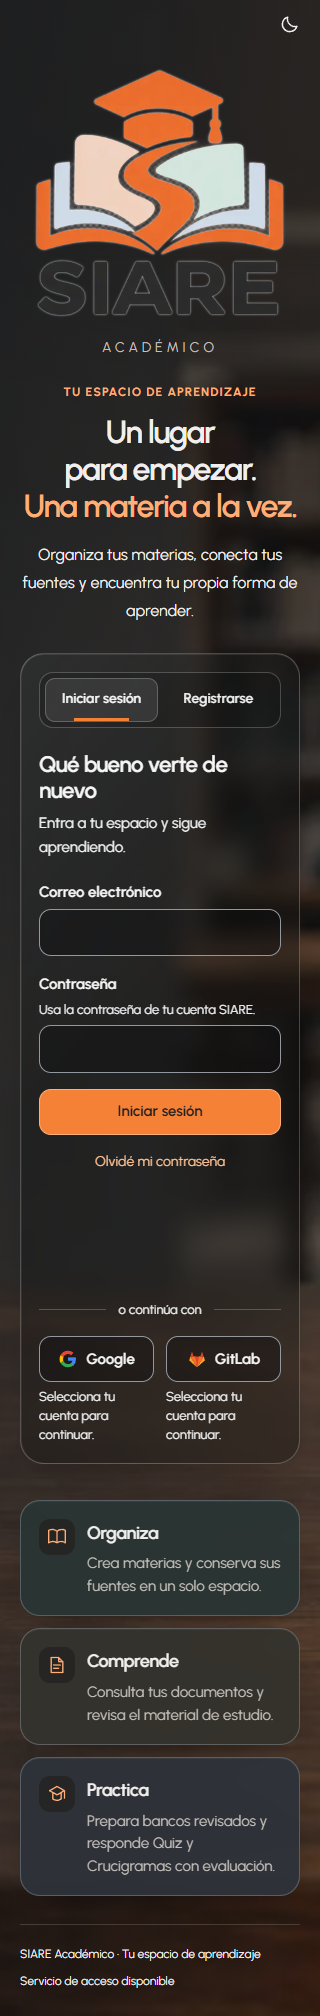 SIARE
ACADÉMICO
TU ESPACIO DE APRENDIZAJE
Un lugar
para empezar.
Una materia a la vez.
Organiza tus materias, conecta tus
fuentes y encuentra tu propia forma de
aprender.
Iniciar sesión
Registrarse
Qué bueno verte de
nuevo
Entra a tu espacio y sigue
aprendiendo.
Correo electrónico
Contraseña
Usa la contraseña de tu cuenta SIARE.
Iniciar sesión
Olvidé mi contraseña
o continúa con
Google
Selecciona tu
cuenta para
continuar.
GitLab
Selecciona tu
cuenta para
continuar.
Organiza
Crea materias y conserva sus
fuentes en un solo espacio.
Comprende
Consulta tus documentos y
revisa el material de estudio.
Practica
Prepara bancos revisados y
responde Quiz y
Crucigramas con evaluación.
SIARE Académico · Tu espacio de aprendizaje
Servicio de acceso disponible